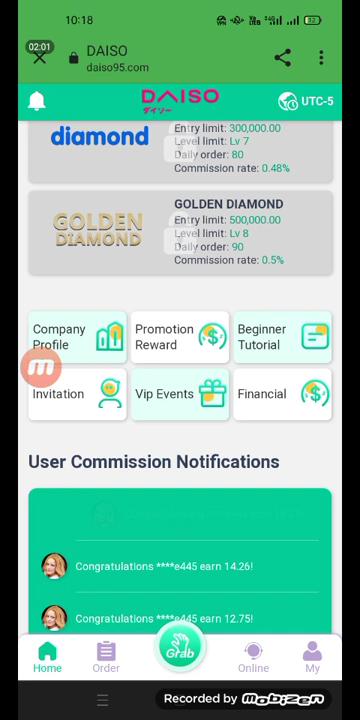 10:18
52
02:01
DAISO
daiso95.com
DAISO
ダイソー
UTC-5
diamond
Entry limit: 300,000.00
Level limit: Lv 7
Daily order: 80
Commission rate: 0.48%
GOLDEN DIAMOND
GOLDEN
DIAMOND
Entry limit: 500,000.00
Level limit: Lv 8
Daily order: 90
Commission rate: 0.5%
Company
Profile
Promotion
Reward
Beginner
Tutorial
Invitation
Vip Events
Financial
User Commission Notifications
Congratulations ****e445 earn 14.26!
Congratulations ****e445 earn 12.75!
Grab
Home
Order
Online
My
Recorded by mobizen